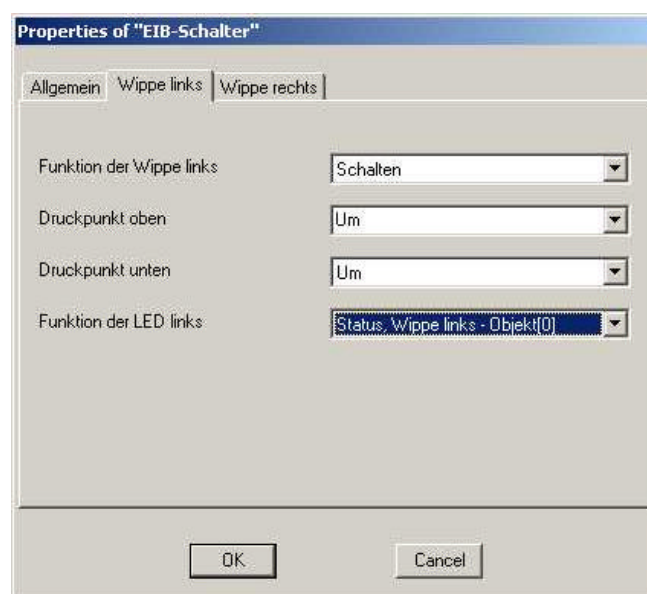 Properties of "EIB-Schalter"
Allgemein Wippe links Wippe rechts
Funktion der Wippe links Schalten
Druckpunkt oben Um
Druckpunkt unten Um
Funktion der LED links Status, Wippe links - Objekt[0]
OK Cancel